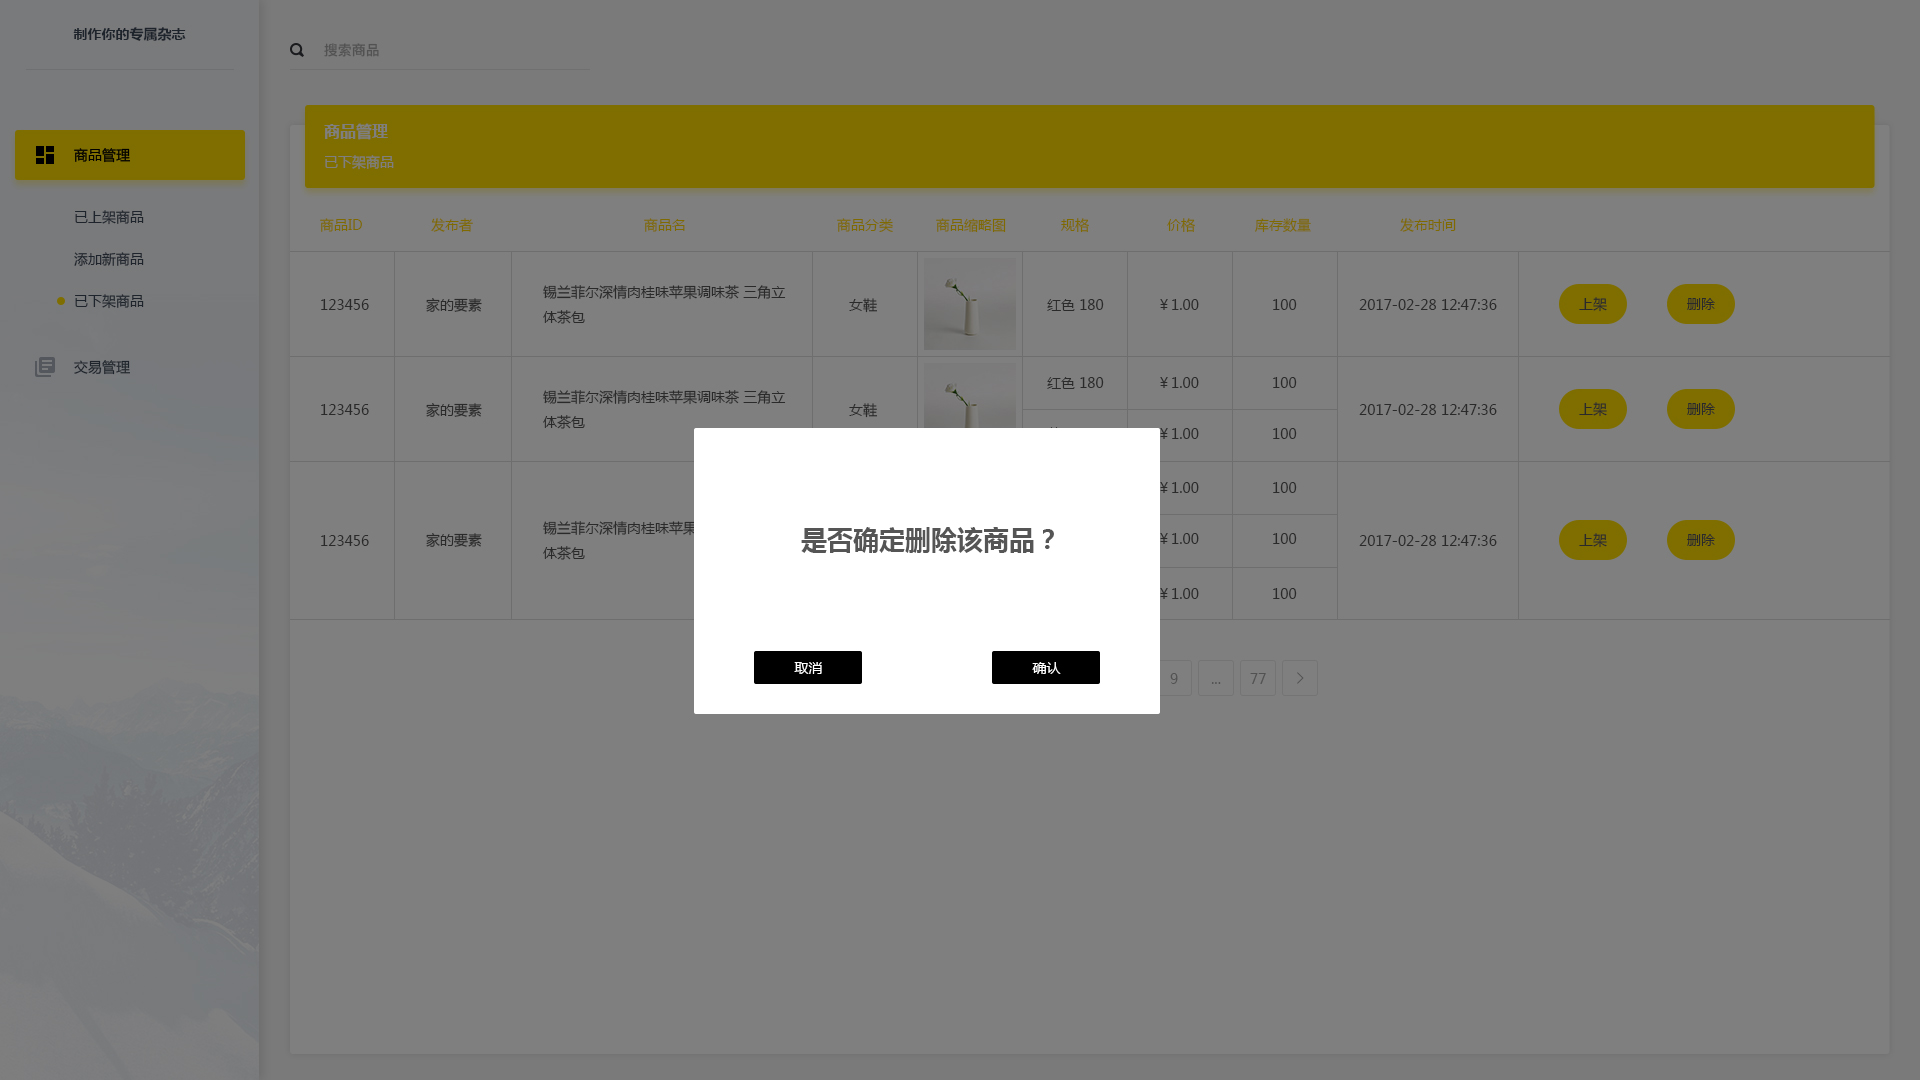 制作你的专属杂志
搜索商品
商品管理
已上架商品
添加新商品
已下架商品
交易管理
商品管理
已下架商品
商品ID 发布者 商品名 商品分类 商品缩略图 规格 价格 库存数量 发布时间
123456 家的要素 锡兰菲尔深情肉桂味苹果调味茶 三角立
体茶包 女鞋 红色 180 ¥1.00 100 2017-02-28 12:47:36 上架 删除
123456 家的要素 锡兰菲尔深情肉桂味苹果调味茶 三角立
体茶包 女鞋 红色 180 ¥1.00 100 2017-02-28 12:47:36 上架 删除
¥1.00 100
¥1.00 100
123456 家的要素 锡兰菲尔深情肉桂味苹果
体茶包 ¥1.00 100 2017-02-28 12:47:36 上架 删除
¥1.00 100
是否确定删除该商品？
取消 确认
9 ... 77